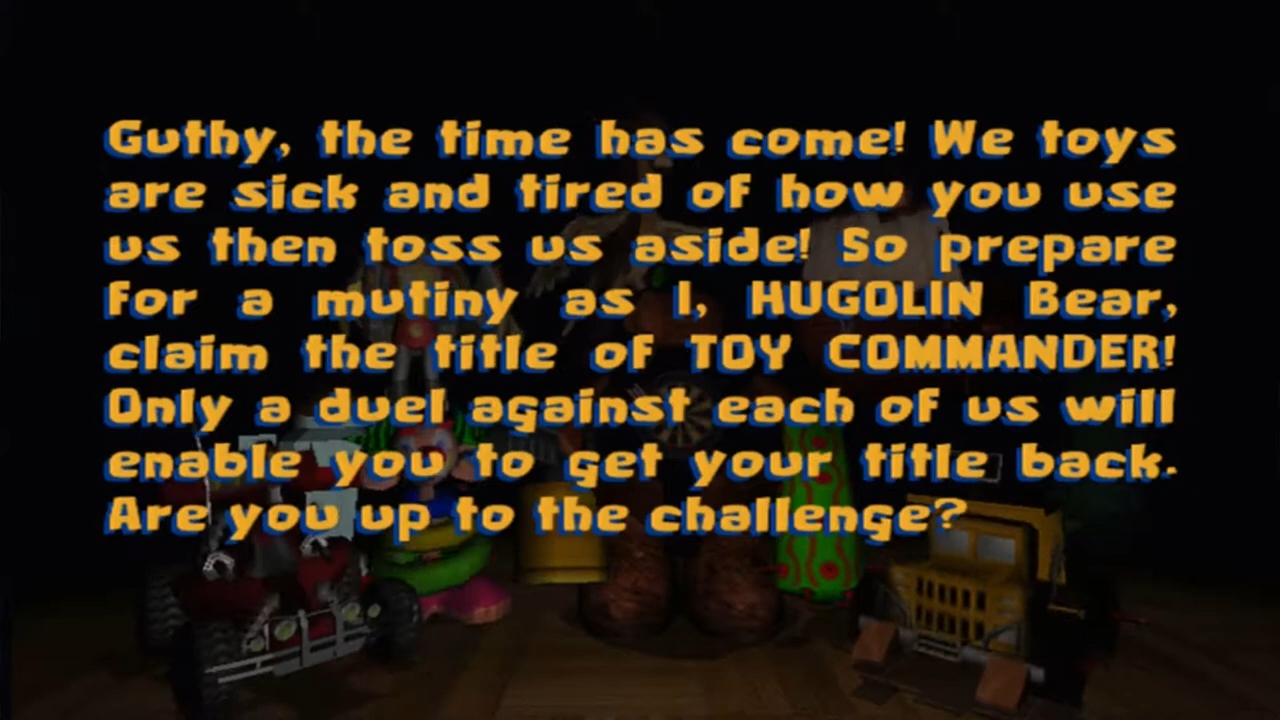 Guthy, the time has come! We toys
are sick and tired of how you use
us then toss us aside! So prepare
for a mutiny as I, HUGOLIN Bear,
claim the title of TOY COMMANDER!
Only a duel against each of us will
enable you to get your title back.
Are you up to the challenge?